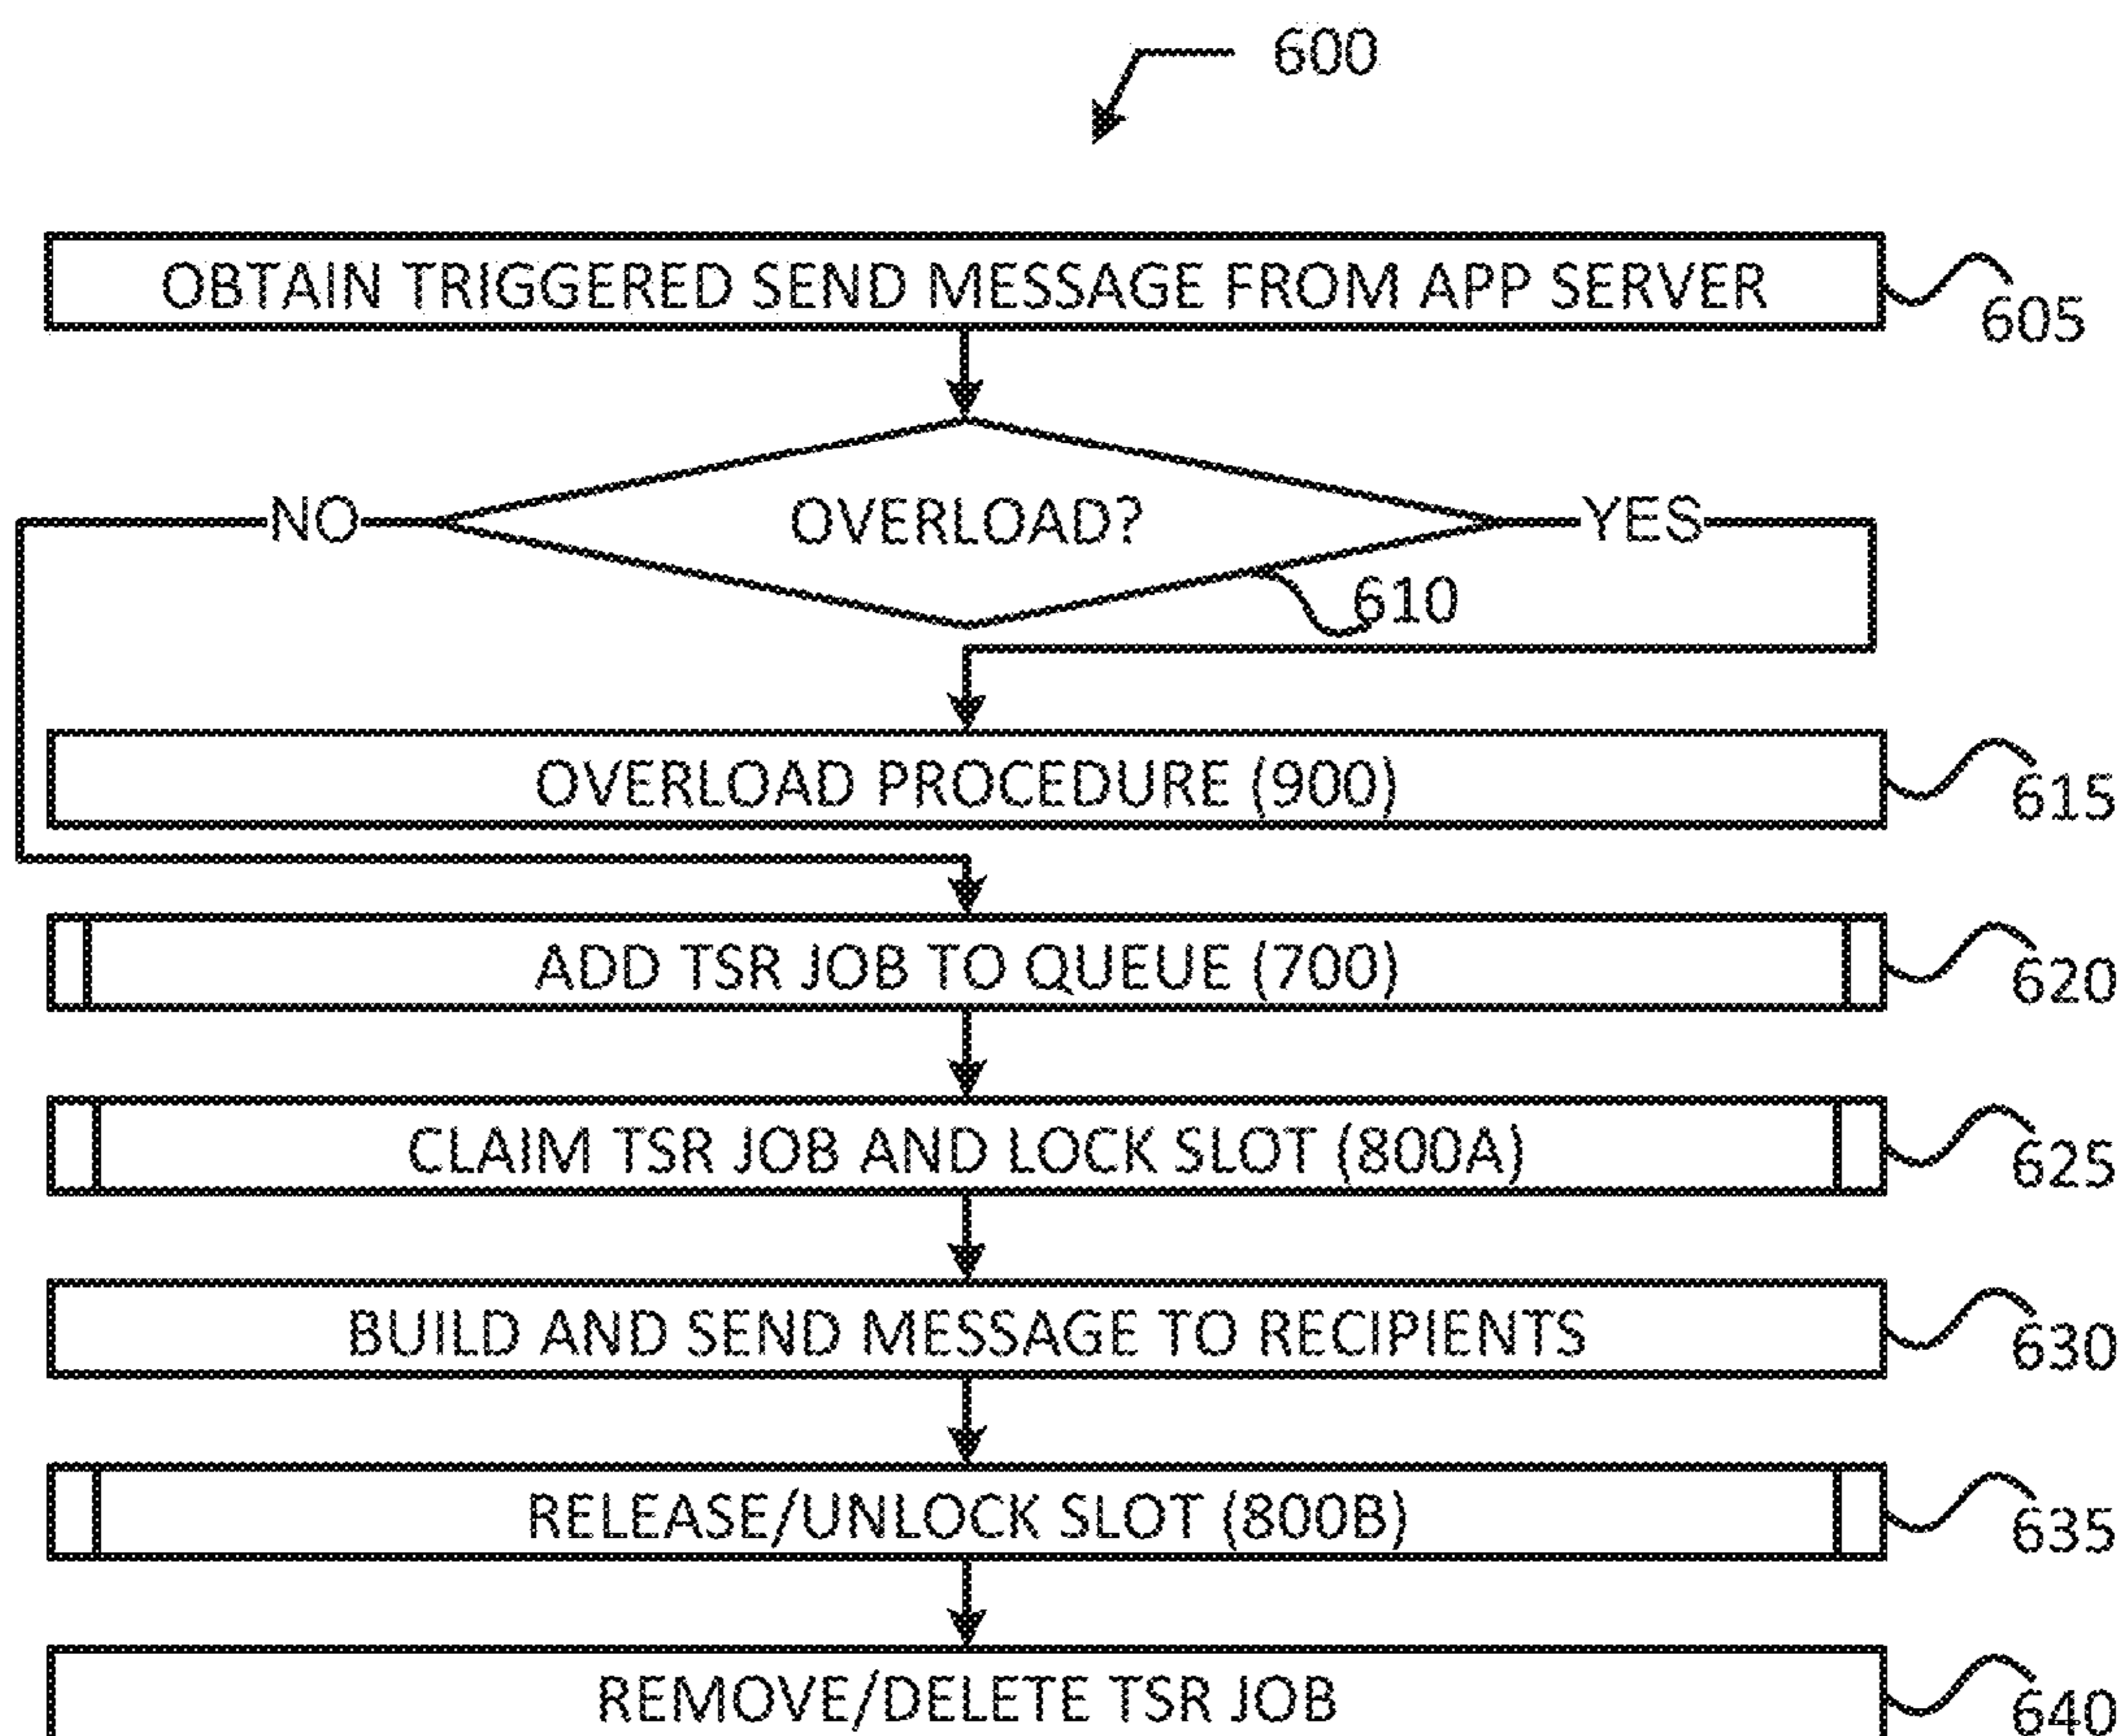 600
OBTAIN TRIGGERED SEND MESSAGE FROM APP SERVER
605
NO
OVERLOAD?
YES
610
OVERLOAD PROCEDURE (900)
615
ADD TSR JOB TO QUEUE (700)
620
CLAIM TSR JOB AND LOCK SLOT (800A)
625
BUILD AND SEND MESSAGE TO RECIPIENTS
630
RELEASE/UNLOCK SLOT (800B)
635
REMOVE/DELETE TSR JOB
640